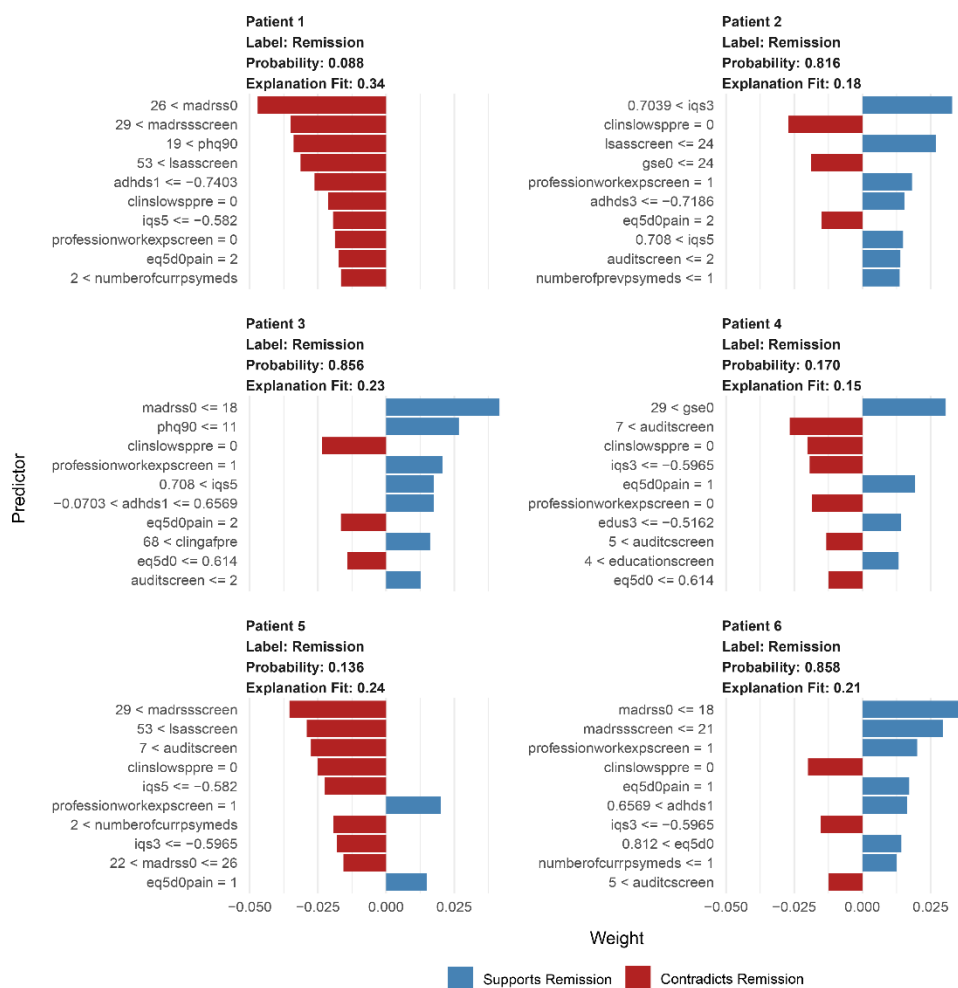 Patient 1
Label: Remission
Probability: 0.088
Explanation Fit: 0.34
26 < madrss0
29 < madrssscreen
19 < phq90
53 < lsasscreen
adhds1 <= −0.7403
clinslowsppre = 0
iqs5 <= −0.582
professionworkexpscreen = 0
eq5d0pain = 2
2 < numberofcurrpsymeds
Patient 2
Label: Remission
Probability: 0.816
Explanation Fit: 0.18
0.7039 < iqs3
clinslowsppre = 0
lsasscreen <= 24
gse0 <= 24
professionworkexpscreen = 1
adhds3 <= −0.7186
eq5d0pain = 2
0.708 < iqs5
auditscreen <= 2
numberofprevpsymeds <= 1
Patient 3
Label: Remission
Probability: 0.856
Explanation Fit: 0.23
madrss0 <= 18
phq90 <= 11
clinslowsppre = 0
professionworkexpscreen = 1
0.708 < iqs5
−0.0703 < adhds1 <= 0.6569
eq5d0pain = 2
68 < clingafpre
eq5d0 <= 0.614
auditscreen <= 2
Patient 4
Label: Remission
Probability: 0.170
Explanation Fit: 0.15
29 < gse0
7 < auditscreen
clinslowsppre = 0
iqs3 <= −0.5965
eq5d0pain = 1
professionworkexpscreen = 0
edus3 <= −0.5162
5 < auditcscreen
4 < educationscreen
eq5d0 <= 0.614
Predictor
Patient 5
Label: Remission
Probability: 0.136
Explanation Fit: 0.24
29 < madrssscreen
53 < lsasscreen
7 < auditscreen
clinslowsppre = 0
iqs5 <= −0.582
professionworkexpscreen = 1
2 < numberofcurrpsymeds
iqs3 <= −0.5965
22 < madrss0 <= 26
eq5d0pain = 1
−0.050 −0.025 0.000 0.025
Patient 6
Label: Remission
Probability: 0.858
Explanation Fit: 0.21
madrss0 <= 18
madrssscreen <= 21
professionworkexpscreen = 1
clinslowsppre = 0
eq5d0pain = 1
0.6569 < adhds1
iqs3 <= −0.5965
0.812 < eq5d0
numberofcurrpsymeds <= 1
5 < auditcscreen
−0.050 −0.025 0.000 0.025
Weight
Supports Remission Contradicts Remission